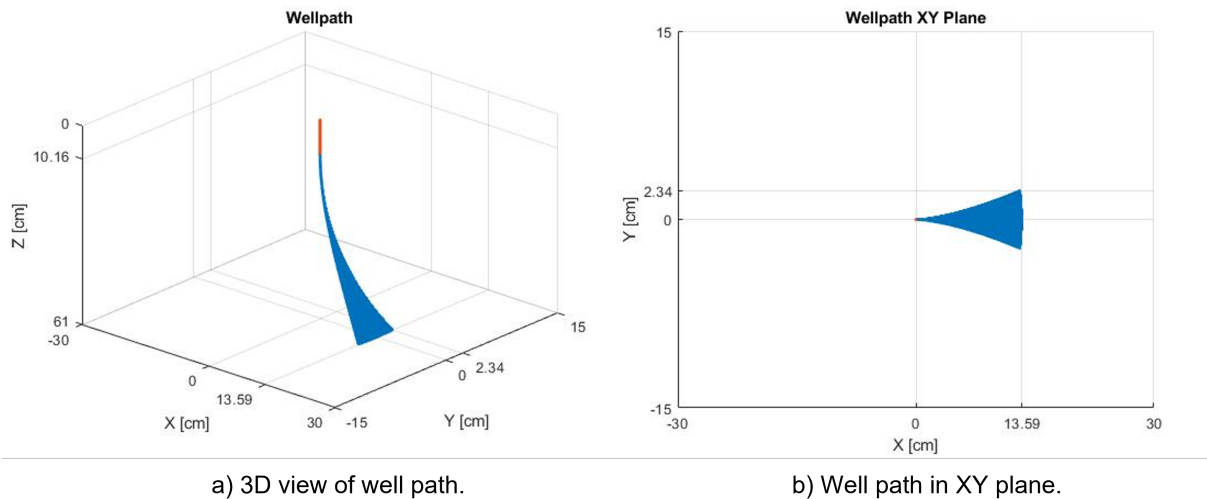 Wellpath
0
10.16
Z [cm]
61
-30
0
13.59
30
X [cm]
-15
0
2.34
15
Y [cm]
Wellpath XY Plane
15
2.34
0
-15
Y [cm]
-30
0
13.59
30
X [cm]
a) 3D view of well path.
b) Well path in XY plane.